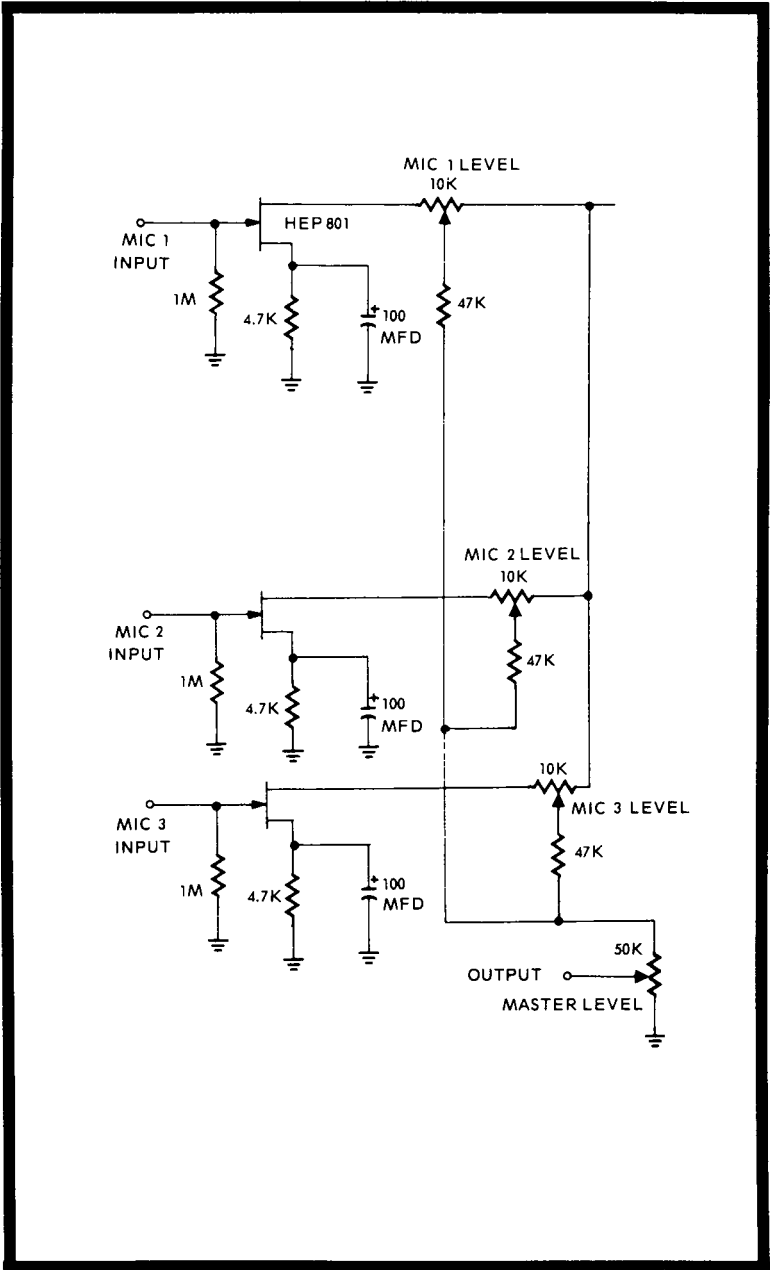 MIC 1 LEVEL
10K
HEP 801
MIC 1
INPUT
1M
4.7K
+
100
MFD
47K
MIC 2 LEVEL
10K
MIC 2
INPUT
1M
4.7K
+
100
MFD
47K
10K
MIC 3 LEVEL
MIC 3
INPUT
1M
4.7K
+
100
MFD
47K
50K
OUTPUT
MASTER LEVEL